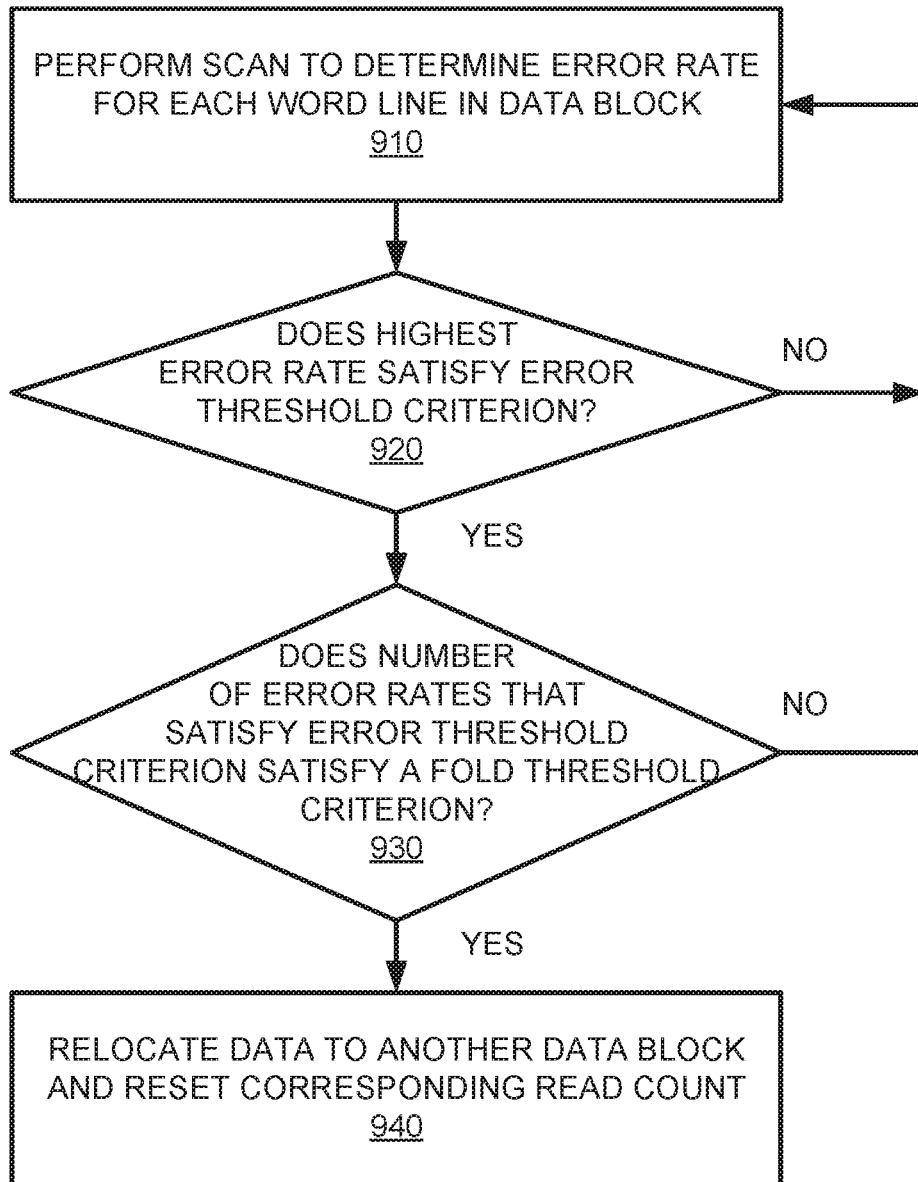 PERFORM SCAN TO DETERMINE ERROR RATE
FOR EACH WORD LINE IN DATA BLOCK
910
DOES HIGHEST
ERROR RATE SATISFY ERROR
THRESHOLD CRITERION?
920
NO
YES
DOES NUMBER
OF ERROR RATES THAT
SATISFY ERROR THRESHOLD
CRITERION SATISFY A FOLD THRESHOLD
CRITERION?
930
NO
YES
RELOCATE DATA TO ANOTHER DATA BLOCK
AND RESET CORRESPONDING READ COUNT
940